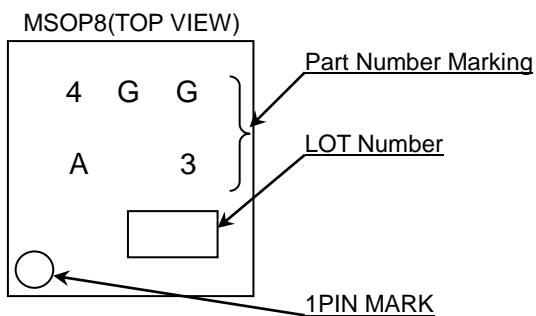 MSOP8(TOP VIEW)
Part Number Marking
4 G G
LOT Number
A 3
1PIN MARK